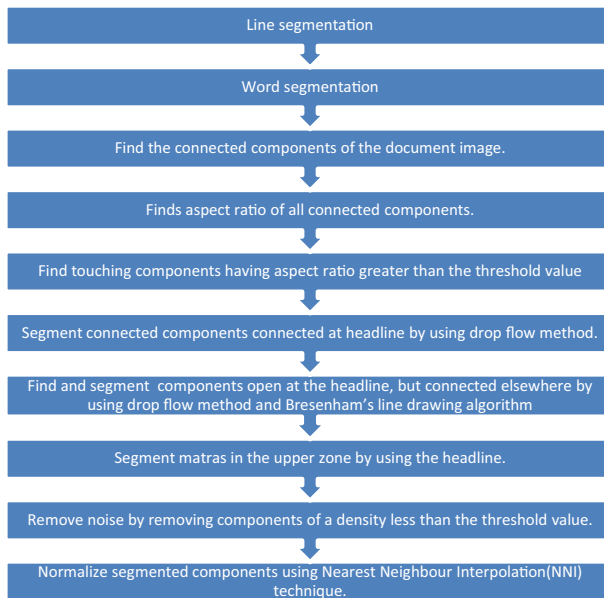 Line segmentation
Word segmentation
Find the connected components of the document image.
Finds aspect ratio of all connected components.
Find touching components having aspect ratio greater than the threshold value
Segment connected components connected at headline by using drop flow method.
Find and segment components open at the headline, but connected elsewhere by
using drop flow method and Bresenham's line drawing algorithm
Segment matras in the upper zone by using the headline.
Remove noise by removing components of a density less than the threshold value.
Normalize segmented components using Nearest Neighbour Interpolation(NNI)
technique.